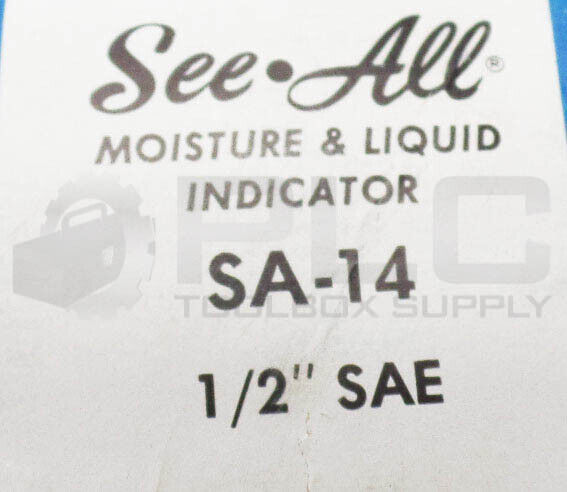 See•All®
MOISTURE & LIQUID
INDICATOR
PLC
SA-14
TOOLBOX SUPPLY
1/2" SAE